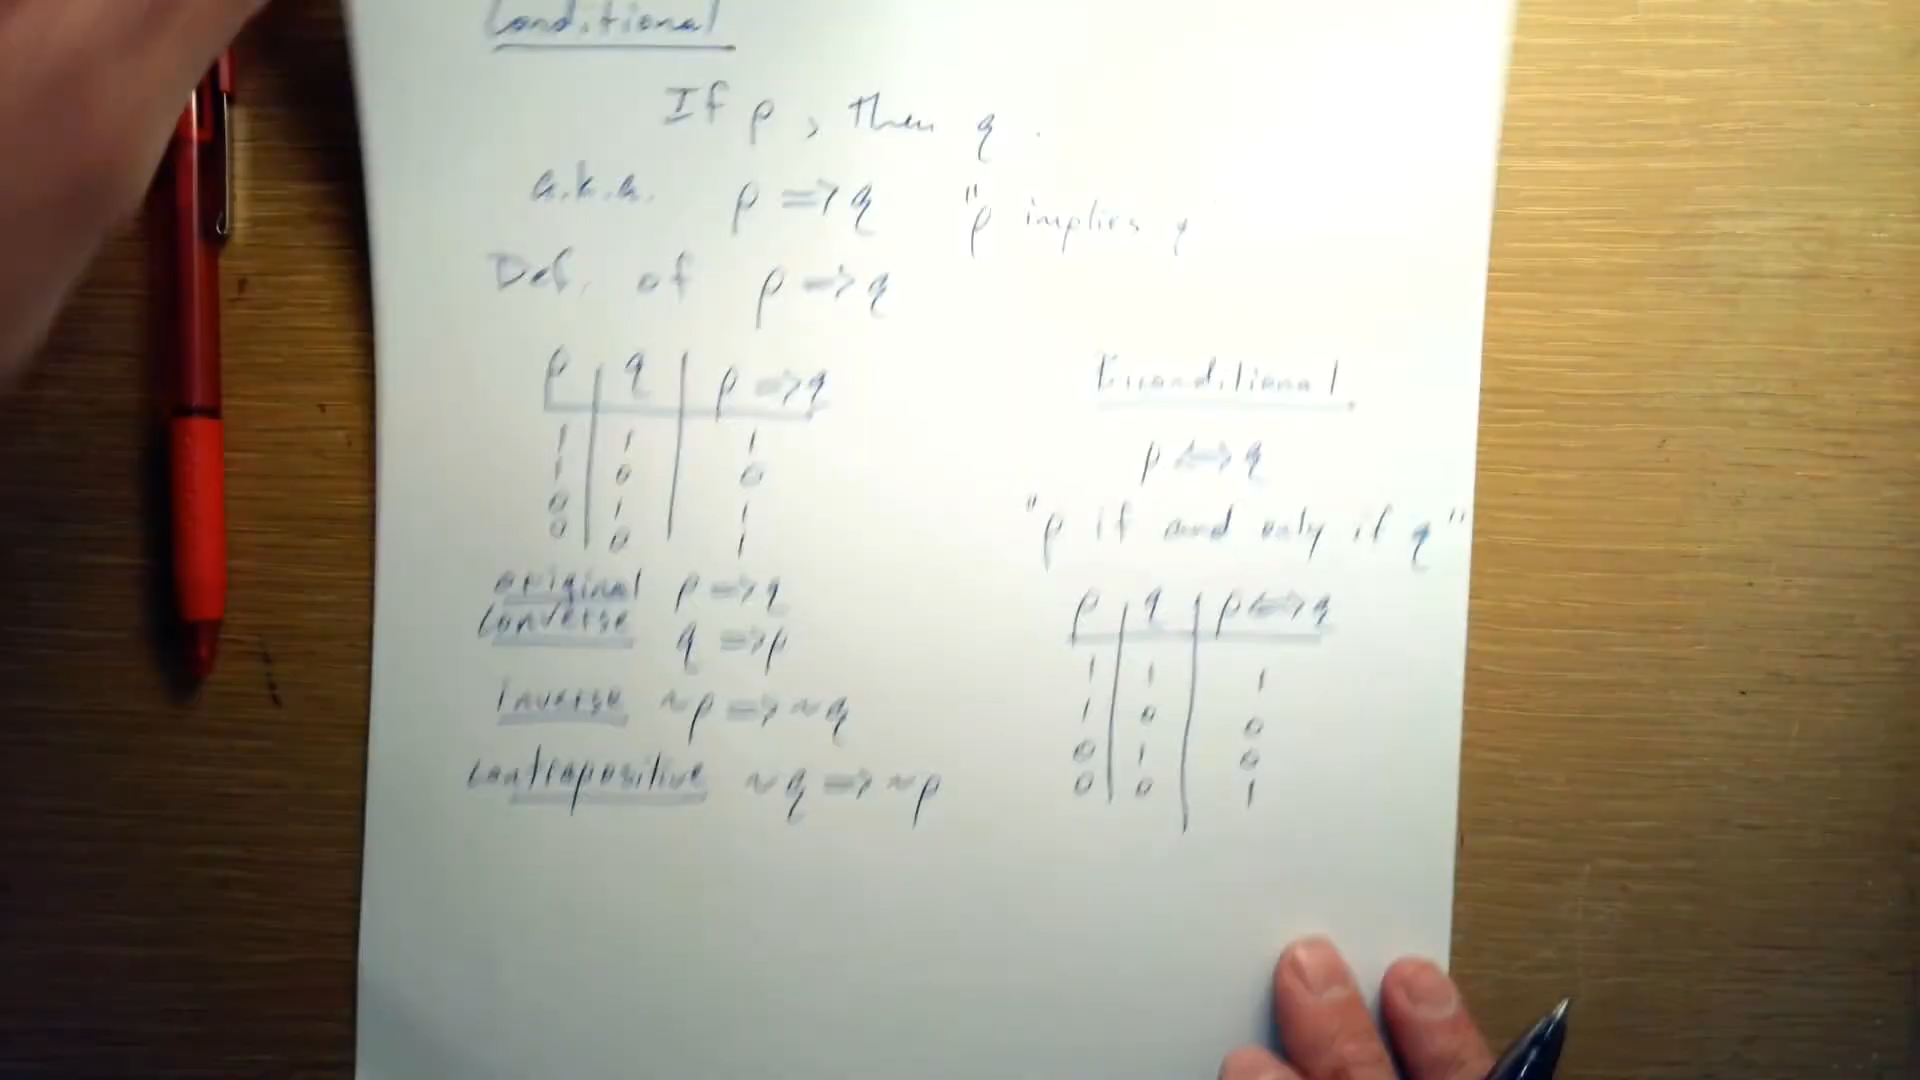 Conditional
If p, then q.
a.k.a. p => q "p implies q
Def. of p => q
p | q | p => q
1 | 1 | 1
1 | 0 | 0
0 | 1 | 1
0 | 0 | 1
original p => q
converse q => p
inverse ~p => ~q
contrapositive ~q => ~p
Biconditional
p <=> q
"p if and only if q"
p | q | p <=> q
1 | 1 | 1
1 | 0 | 0
0 | 1 | 0
0 | 0 | 1